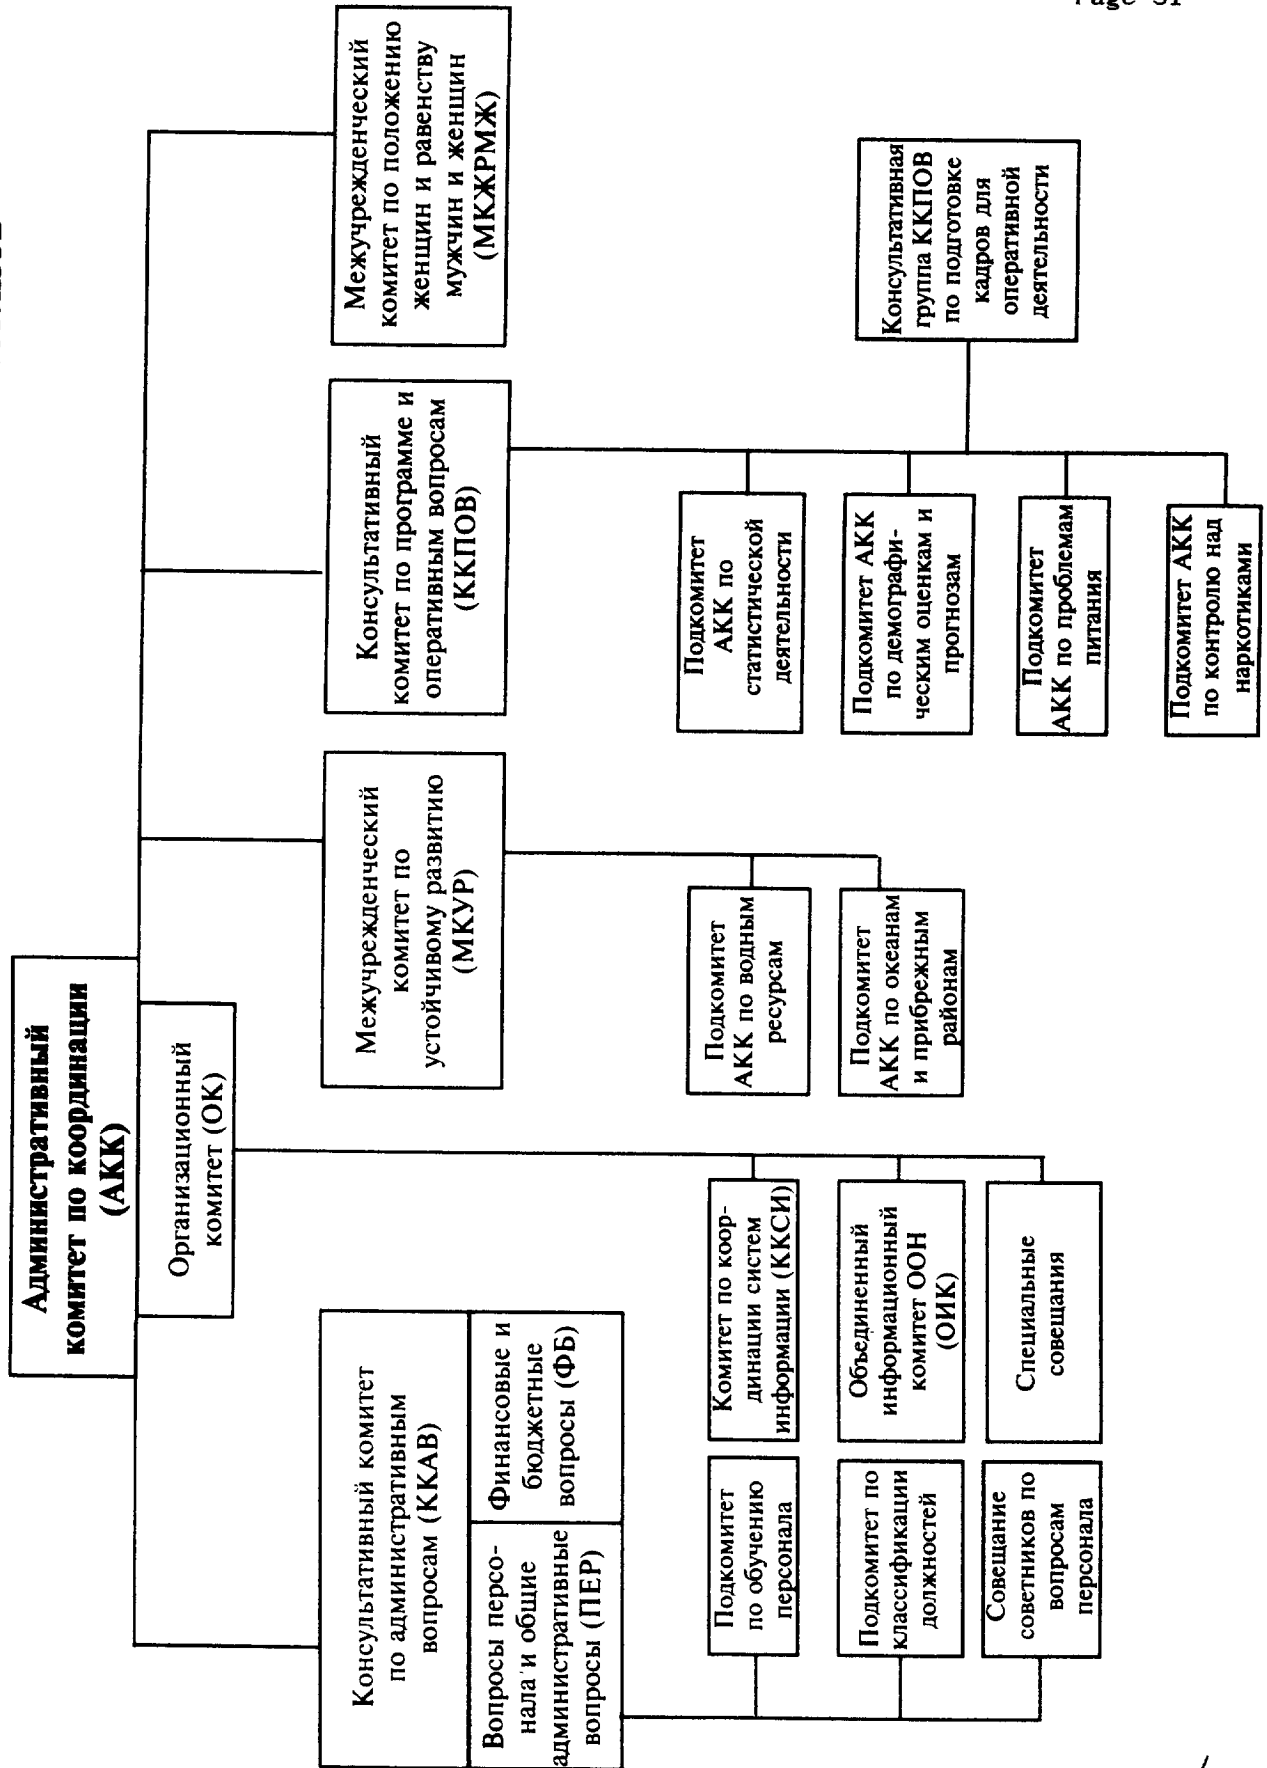 Page 31
Административный
комитет по координации
(АКК)
Организационный
комитет (ОК)
Консультативный комитет
по административным
вопросам (ККАВ)
Вопросы персо-
нала и общие
административные
вопросы (ПЕР)
Финансовые и
бюджетные
вопросы (ФБ)
Межучрежденческий
комитет по
устойчивому развитию
(МКУР)
Консультативный
комитет по программе и
оперативным вопросам
(ККПОВ)
Межучрежденческий
комитет по положению
женщин и равенству
мужчин и женщин
(МКЖРМЖ)
Подкомитет
по обучению
персонала
Подкомитет по
классификации
должностей
Совещание
советников по
вопросам
персонала
Комитет по коор-
динации систем
информации (ККСИ)
Объединенный
информационный
комитет ООН
(ОИК)
Специальные
совещания
Подкомитет
АКК по водным
ресурсам
Подкомитет
АКК по океанам
и прибрежным
районам
Подкомитет
АКК по
статистической
деятельности
Подкомитет АКК
по демографи-
ческим оценкам и
прогнозам
Подкомитет
АКК по проблемам
питания
Подкомитет АКК
по контролю над
наркотиками
Консультативная
группа ККПОВ
по подготовке
кадров для
оперативной
деятельности